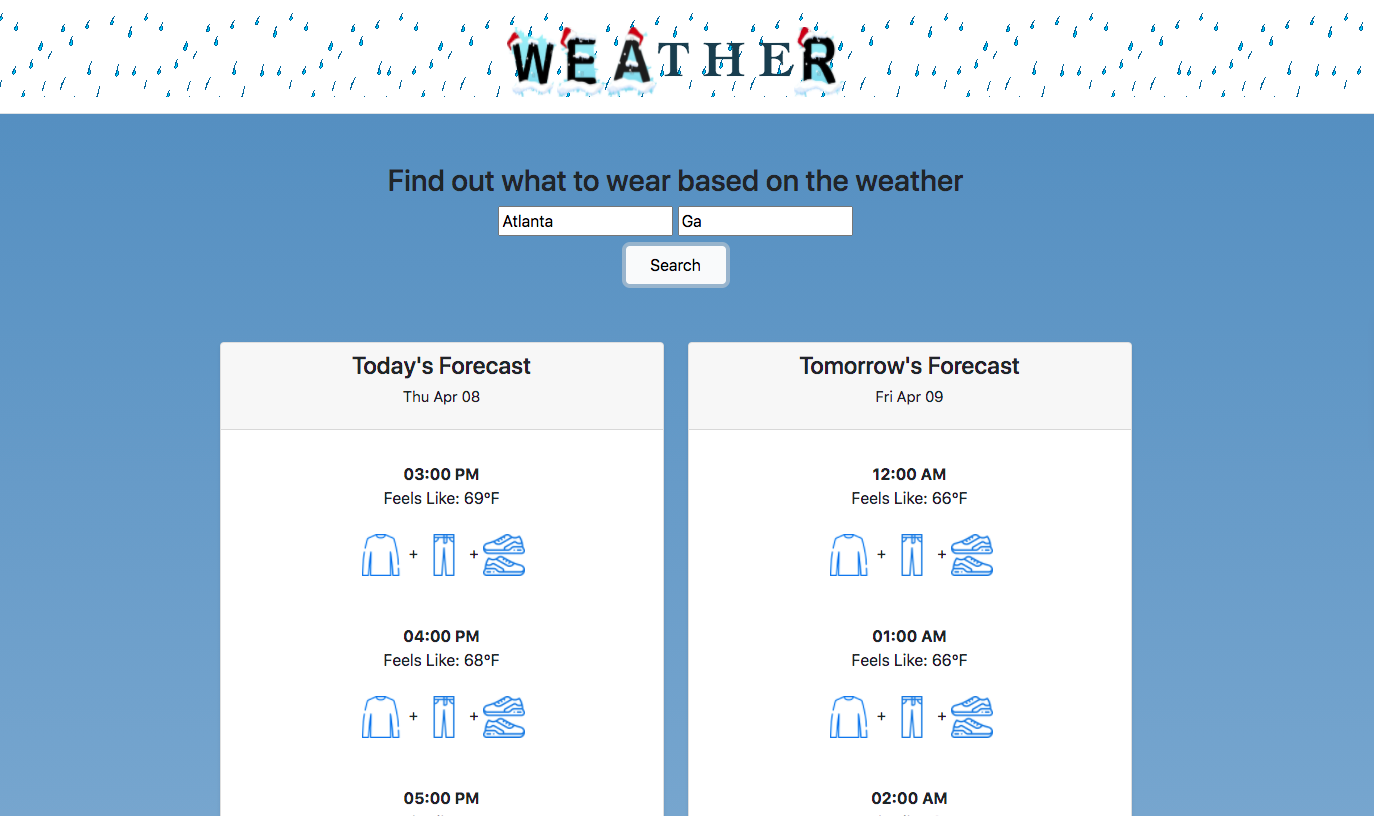 WEATHER
Find out what to wear based on the weather
Atlanta Ga
Search
Today's Forecast
Thu Apr 08
03:00 PM
Feels Like: 69°F
+ +
04:00 PM
Feels Like: 68°F
+ +
05:00 PM
Tomorrow's Forecast
Fri Apr 09
12:00 AM
Feels Like: 66°F
+ +
01:00 AM
Feels Like: 66°F
+ +
02:00 AM